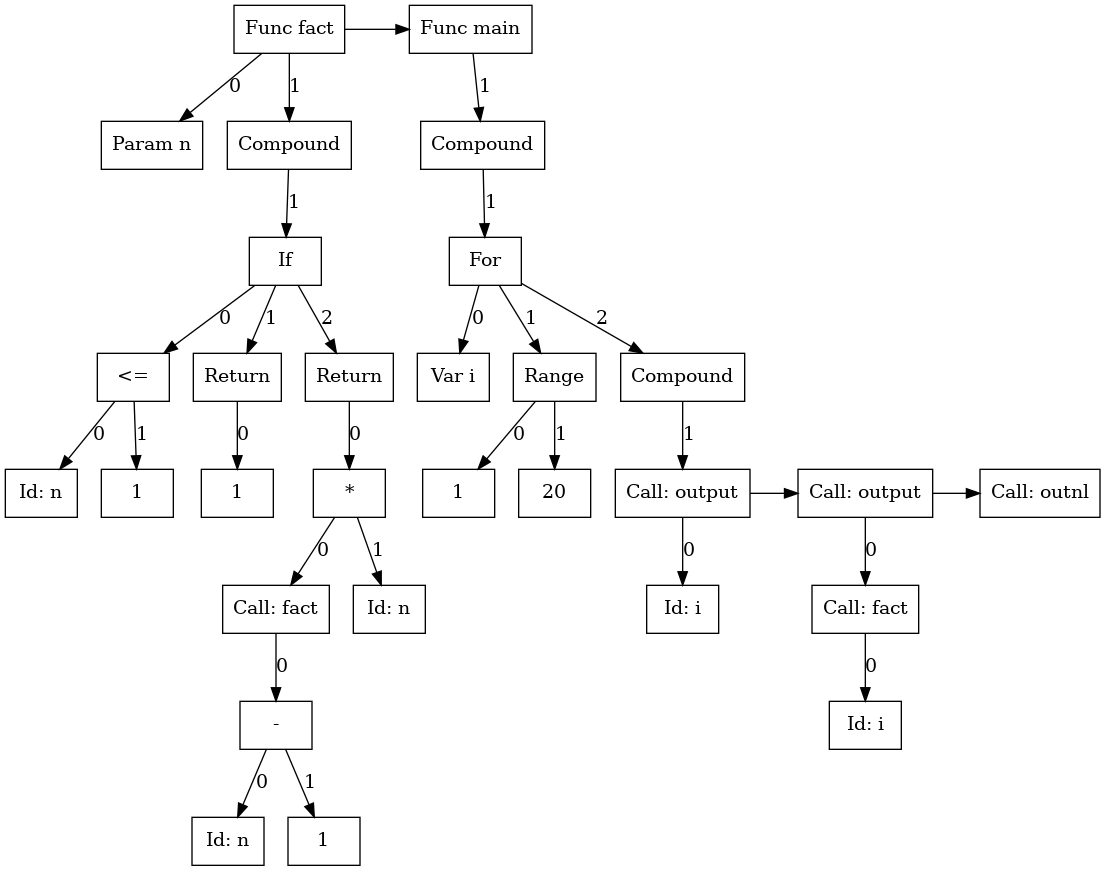 Func fact
Func main
0
1
1
Param n
Compound
Compound
1
1
If
For
0
1
2
0
1
2
<=
Return
Return
Var i
Range
Compound
0
1
0
0
0
1
1
Id: n
1
1
*
1
20
Call: output
Call: output
Call: outnl
0
1
0
0
Call: fact
Id: n
Id: i
Call: fact
0
0
-
Id: i
0
1
Id: n
1